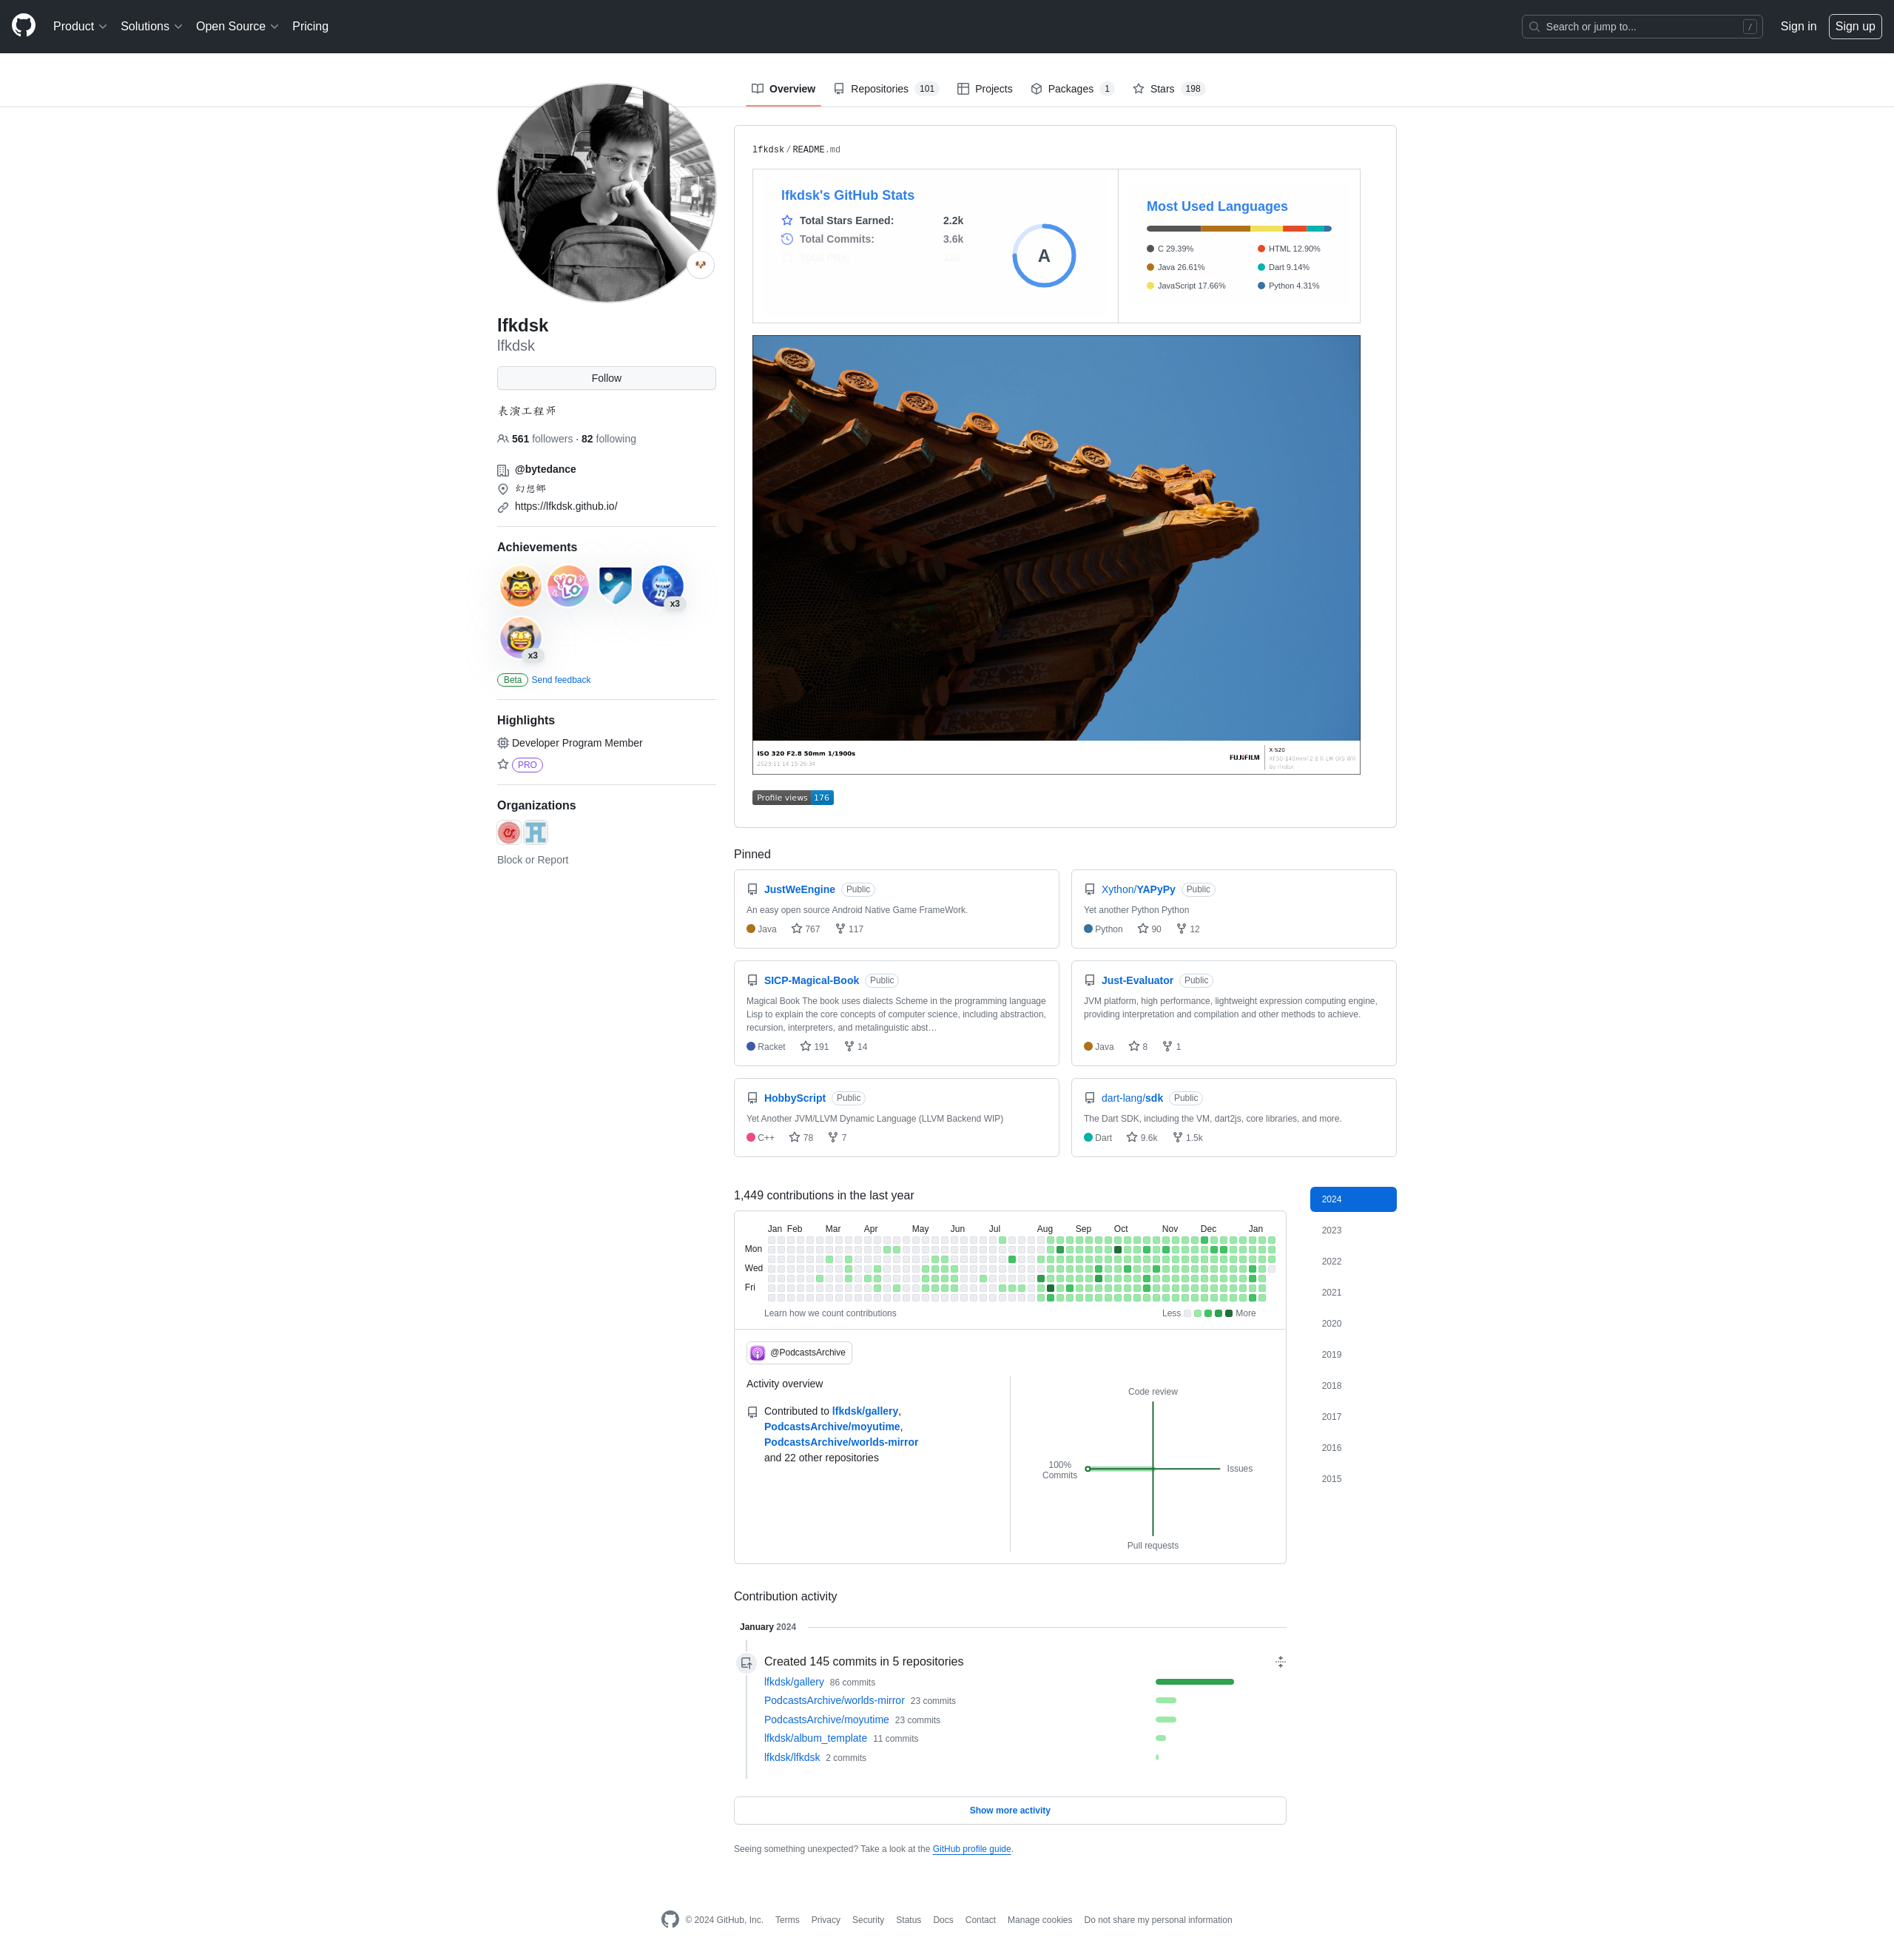 Product
Solutions
Open Source
Pricing
Search or jump to...
/
Sign in
Sign up
Overview
Repositories 101
Projects
Packages 1
Stars 198
lfkdsk
lfkdsk
Follow
表演工程师
561 followers · 82 following
@bytedance
幻想乡
https://lfkdsk.github.io/
Achievements
x3
x3
Beta Send feedback
Highlights
Developer Program Member
PRO
Organizations
Block or Report
lfkdsk / README.md
lfkdsk's GitHub Stats
Total Stars Earned: 2.2k
Total Commits: 3.6k
A
Most Used Languages
C 29.39%
Java 26.61%
JavaScript 17.66%
HTML 12.90%
Dart 9.14%
Python 4.31%
ISO 320 F2.8 50mm 1/1900s
2023:11:14 15:26:34
FUJIFILM
X-S20
Profile views 176
Pinned
JustWeEngine Public
An easy open source Android Native Game FrameWork.
Java 767 117
Xython/YAPyPy Public
Yet another Python Python
Python 90 12
SICP-Magical-Book Public
Magical Book The book uses dialects Scheme in the programming language
Lisp to explain the core concepts of computer science, including abstraction,
recursion, interpreters, and metalinguistic abst…
Racket 191 14
Just-Evaluator Public
JVM platform, high performance, lightweight expression computing engine,
providing interpretation and compilation and other methods to achieve.
Java 8 1
HobbyScript Public
Yet Another JVM/LLVM Dynamic Language (LLVM Backend WIP)
C++ 78 7
dart-lang/sdk Public
The Dart SDK, including the VM, dart2js, core libraries, and more.
Dart 9.6k 1.5k
1,449 contributions in the last year
Jan Feb Mar Apr May Jun Jul Aug Sep Oct Nov Dec Jan
Mon
Wed
Fri
Learn how we count contributions
Less More
2024
2023
2022
2021
2020
2019
2018
2017
2016
2015
@PodcastsArchive
Activity overview
Contributed to lfkdsk/gallery,
PodcastsArchive/moyutime,
PodcastsArchive/worlds-mirror
and 22 other repositories
Code review
100%
Commits
Issues
Pull requests
Contribution activity
January 2024
Created 145 commits in 5 repositories
lfkdsk/gallery 86 commits
PodcastsArchive/worlds-mirror 23 commits
PodcastsArchive/moyutime 23 commits
lfkdsk/album_template 11 commits
lfkdsk/lfkdsk 2 commits
Show more activity
Seeing something unexpected? Take a look at the GitHub profile guide.
© 2024 GitHub, Inc.
Terms
Privacy
Security
Status
Docs
Contact
Manage cookies
Do not share my personal information